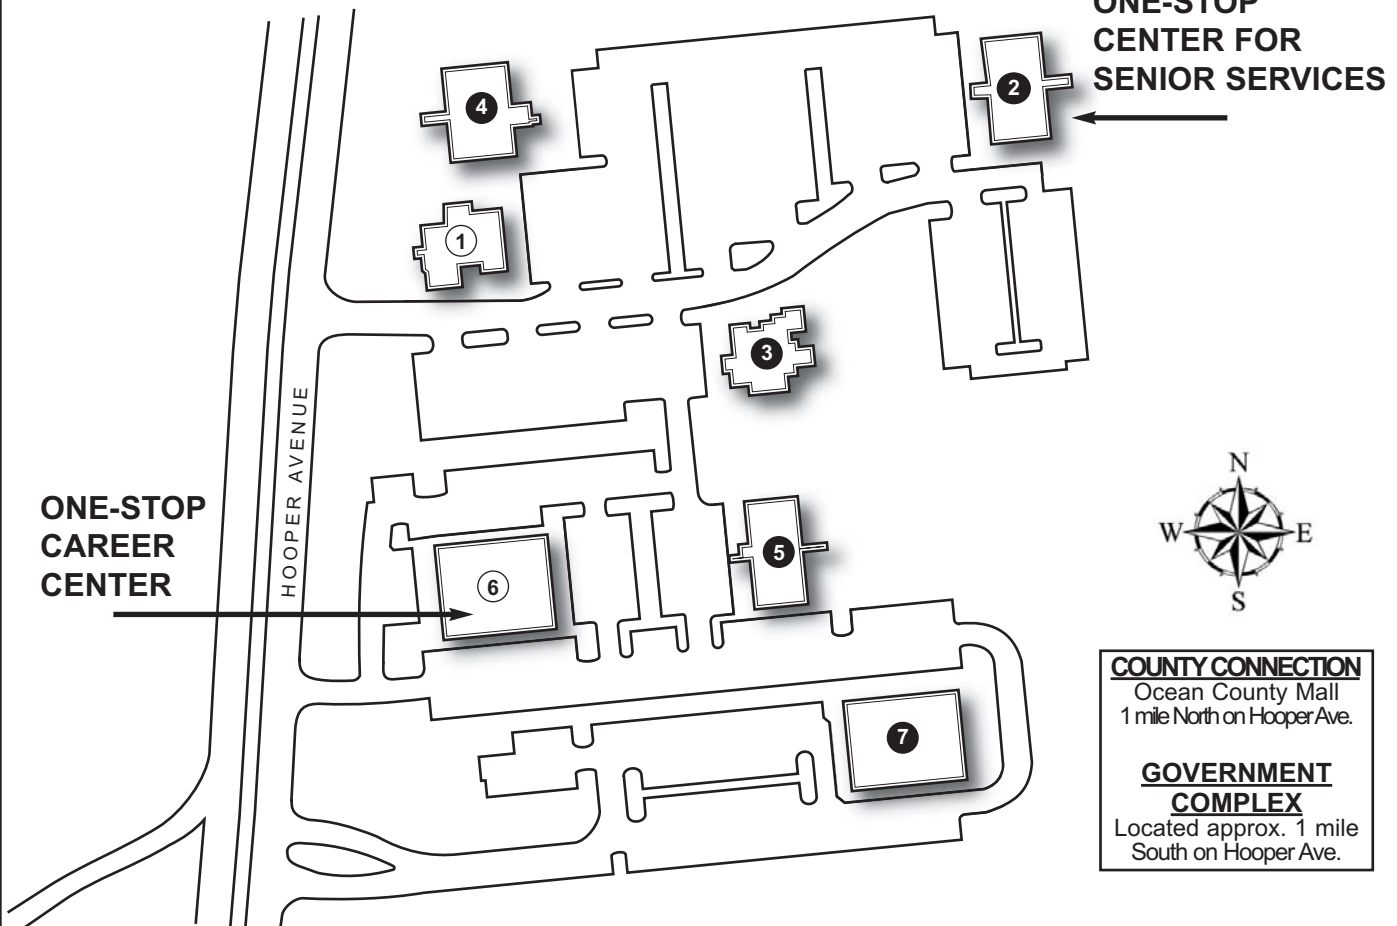 ONE-STOP
CENTER FOR
SENIOR SERVICES
4
2
1
3
HOOPER AVENUE
ONE-STOP
CAREER
CENTER
5
6
7
N
W
E
S
COUNTY CONNECTION
Ocean County Mall
1 mile North on Hooper Ave.
GOVERNMENT
COMPLEX
Located approx. 1 mile
South on Hooper Ave.